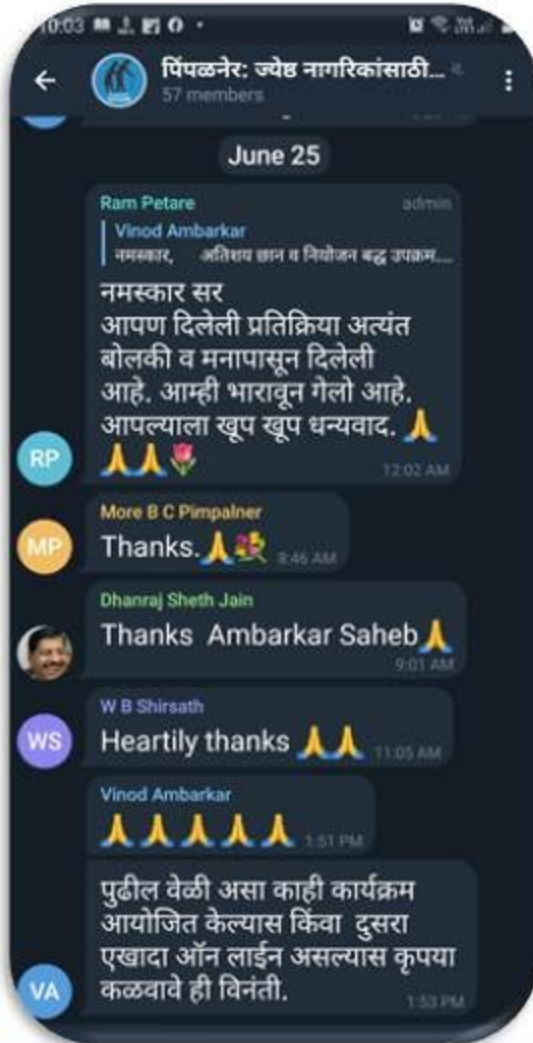 10:03
पिंपळनेर: ज्येष्ठ नागरिकांसाठी...
57 members
June 25
Ram Petare admin
Vinod Ambarkar
नमस्कार, अतिशय छान व नियोजन बद्ध उपक्रम....
नमस्कार सर
आपण दिलेली प्रतिक्रिया अत्यंत
बोलकी व मनापासून दिलेली
आहे. आम्ही भारावून गेलो आहे.
आपल्याला खूप खूप धन्यवाद. 🙏
🙏🙏🌷
RP
12:02 AM
More B C Pimpalner
MP
Thanks.🙏💐 8:46 AM
Dhanraj Sheth Jain
Thanks Ambarkar Saheb🙏
9:01 AM
W B Shirsath
WS
Heartily thanks 🙏🙏 11:05 AM
Vinod Ambarkar
🙏🙏🙏🙏🙏 1:51 PM
पुढील वेळी असा काही कार्यक्रम
आयोजित केल्यास किंवा दुसरा
एखादा ऑन लाईन असल्यास कृपया
कळवावे ही विनंती.
VA
1:53 PM